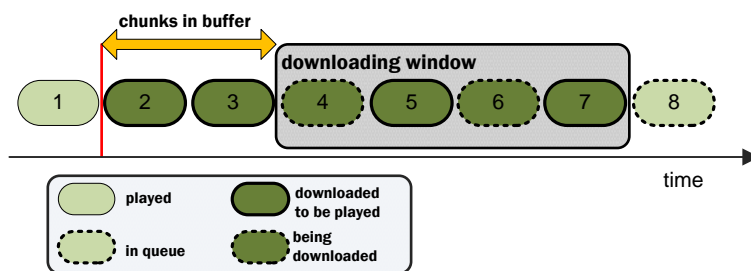 chunks in buffer
downloading window
1 2 3 4 5 6 7 8
time
played
downloaded
to be played
in queue
being
downloaded